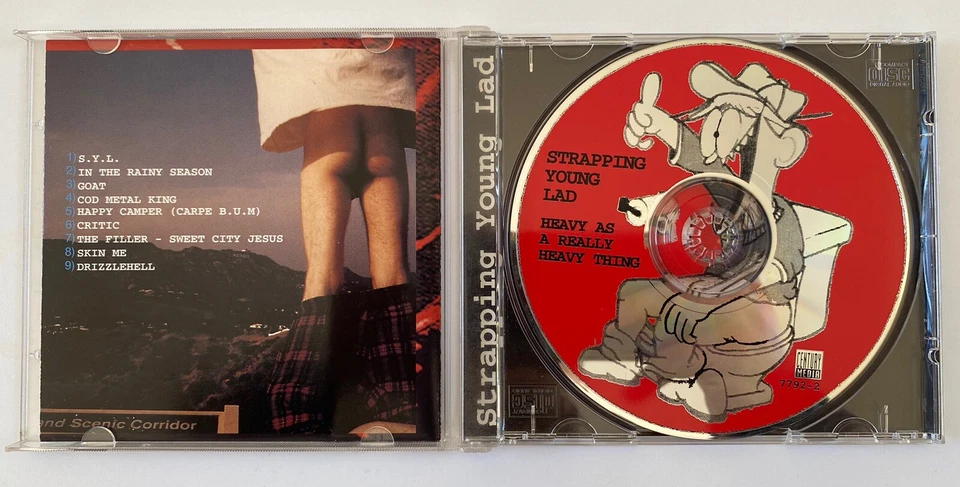 1) S.Y.L.
2) IN THE RAINY SEASON
3) GOAT
4) COD METAL KING
5) HAPPY CAMPER (CARPE B.U.M)
6) CRITIC
7) THE FILLER - SWEET CITY JESUS
8) SKIN ME
9) DRIZZLEHELL
and Scenic Corridor
Strapping Young Lad
STRAPPING
YOUNG
LAD
HEAVY AS
A REALLY
HEAVY THING
CENTURY
MEDIA
7792-2
COMPACT
DISC
DIGITAL AUDIO